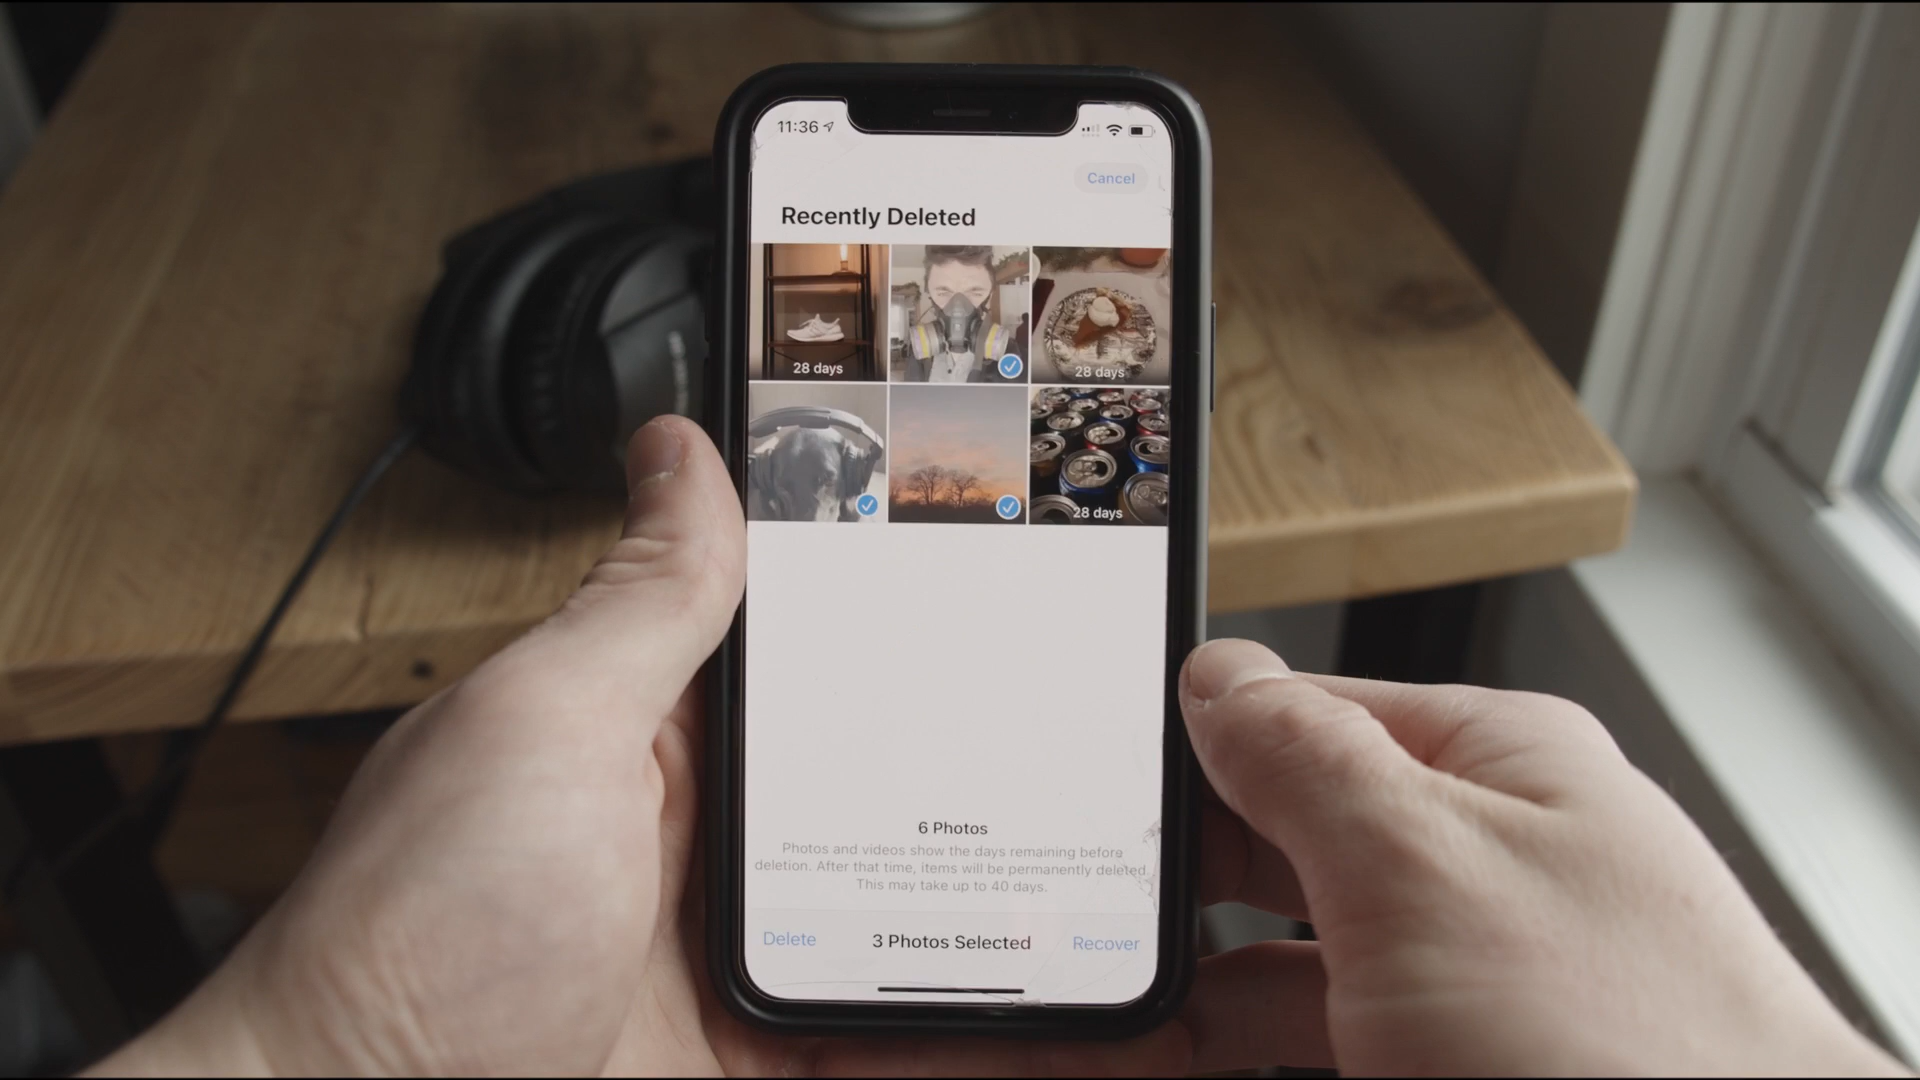 11:36
Cancel
Recently Deleted
28 days
28 days
28 days
6 Photos
Photos and videos show the days remaining before
deletion. After that time, items will be permanently deleted.
This may take up to 40 days.
Delete
3 Photos Selected
Recover